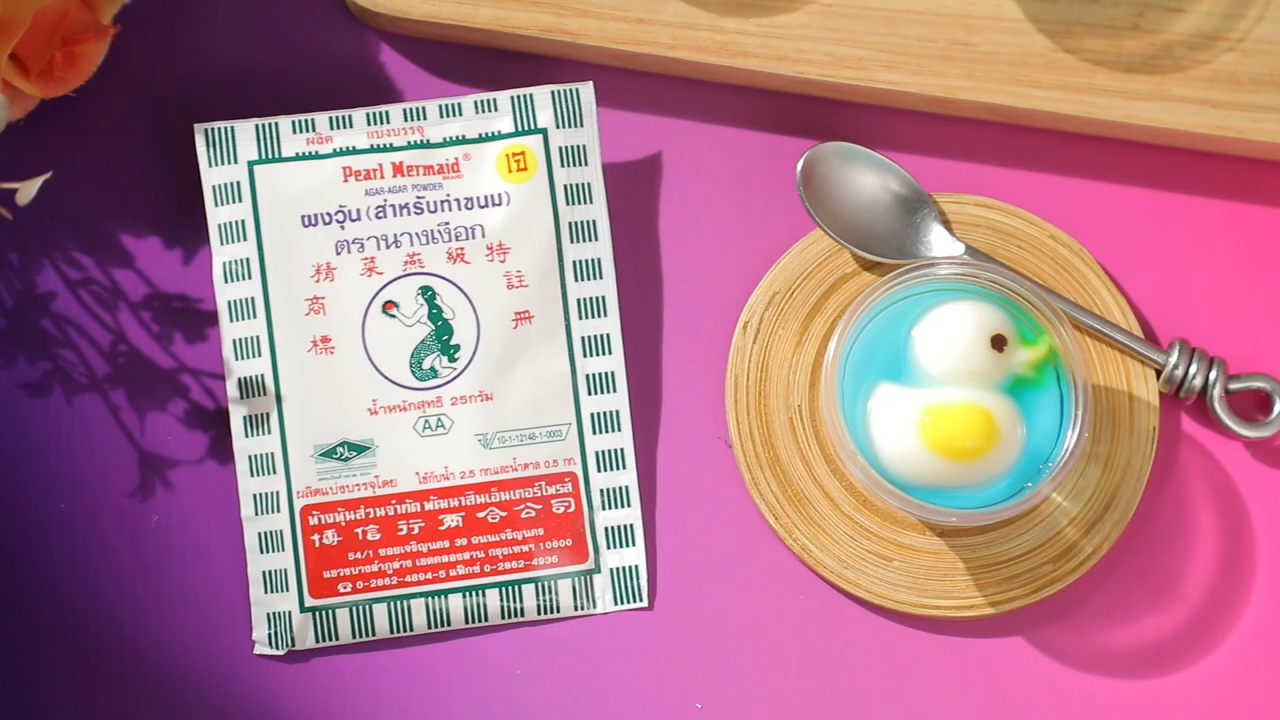 ผลิต แบ่งบรรจุ
Pearl Mermaid®
BRAND
เจ
AGAR-AGAR POWDER
ผงวุ้น (สำหรับทำขนม)
ตรานางเงือก
精菜燕級特
商 註
標 冊
น้ำหนักสุทธิ 25กรัม
AA
حلال
10-1-12148-1-0003
ผลิตแบ่งบรรจุโดย ใช้กับน้ำ 2.5 กก.และน้ำตาล 0.5 กก.
ห้างหุ้นส่วนจำกัด พัฒนาสินเอ็นเตอร์ไพรส์
博信行兩合公司
54/1 ซอยเจริญนคร 39 ถนนเจริญนคร
แขวงบางลำภูล่าง เขตคลองสาน กรุงเทพฯ 10600
☎ 0-2862-4894-5 แฟ็กซ์ 0-2862-4936